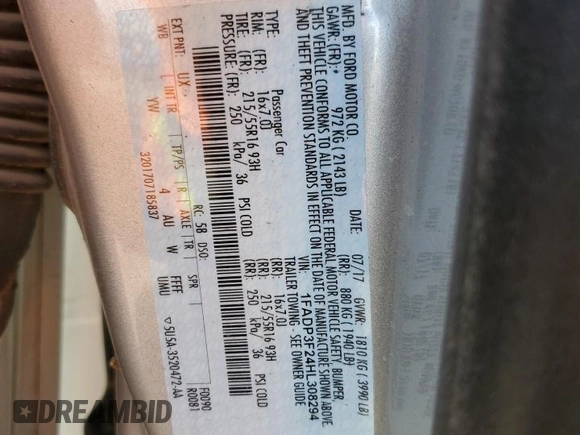 MFD. BY FORD MOTOR CO.
DATE: 07/17 GVWR: 1810 KG ( 3990 LB)
GAWR: (FR): 972 KG ( 2143 LB) (RR): 880 KG ( 1940 LB)
THIS VEHICLE CONFORMS TO ALL APPLICABLE FEDERAL MOTOR VEHICLE SAFETY, BUMPER
AND THEFT PREVENTION STANDARDS IN EFFECT ON THE DATE OF MANUFACTURE SHOWN ABOVE.
VIN: 1FADP3F24HL308294
TYPE: Passenger Car TRAILER TOWING - SEE OWNER GUIDE
RIM: (FR): 16x7.0J (RR): 16x7.0J
TIRE: (FR): 215/55R16 93H (RR): 215/55R16 93H
PRESSURE: (FR): 250 kPa/ 36 PSI COLD (RR): 250 kPa/ 36 PSI COLD
EXT PNT: UX RC: 58 DSO: F0090
R0081
WB INT TR TP/PS R AXLE TR SPR
YW 4 AU W FFFF UMU ▽5U5A-3520472-AA
3201707185837
DREAMBID